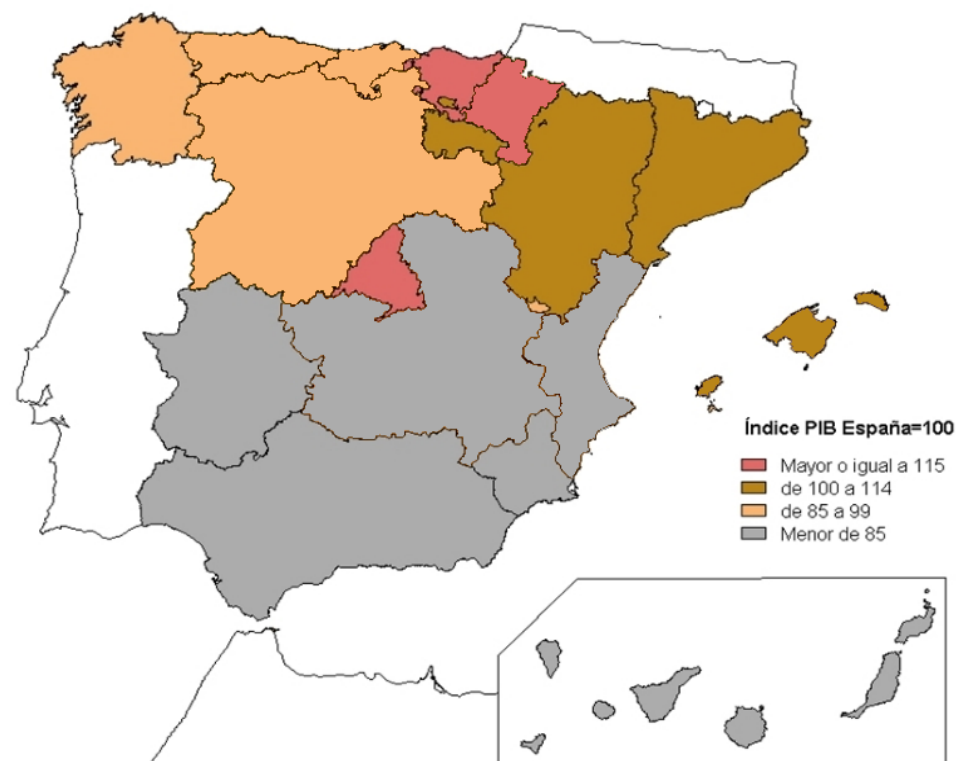 Índice PIB España=100
Mayor o igual a 115
de 100 a 114
de 85 a 99
Menor de 85